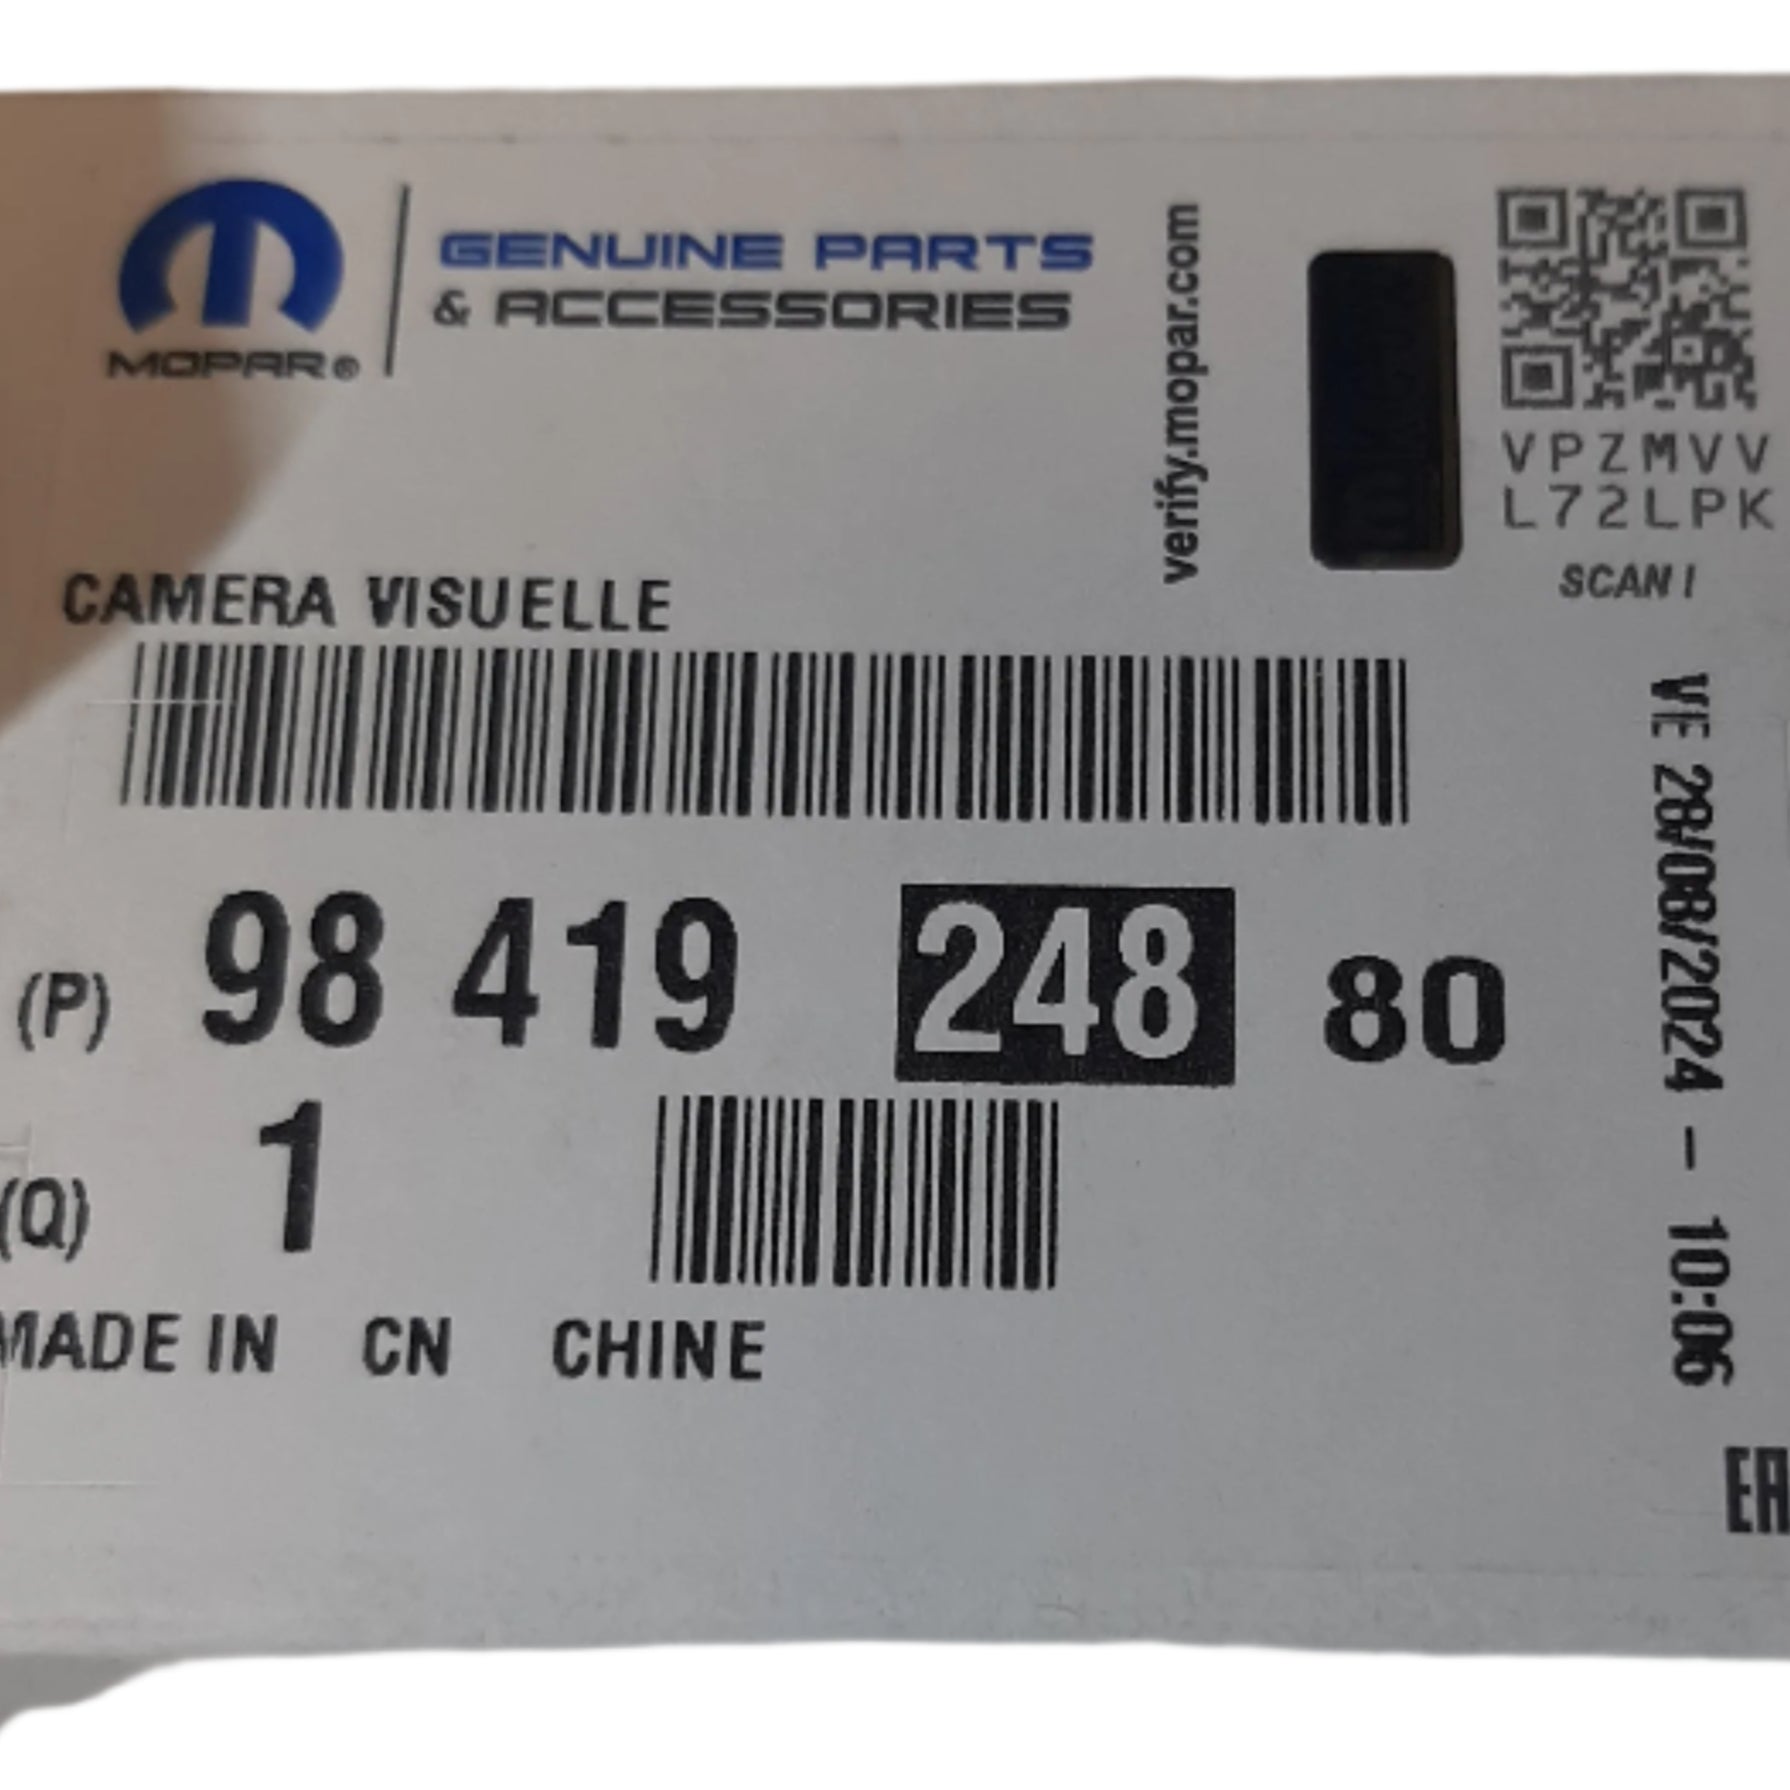 MOPAR®
GENUINE PARTS
& ACCESSORIES
verify.mopar.com
VPZMVV
L72LPK
SCAN!
CAMERA VISUELLE
(P) 98 419 248 80
(Q) 1
MADE IN CN CHINE
VE 28/08/2024 - 10:06